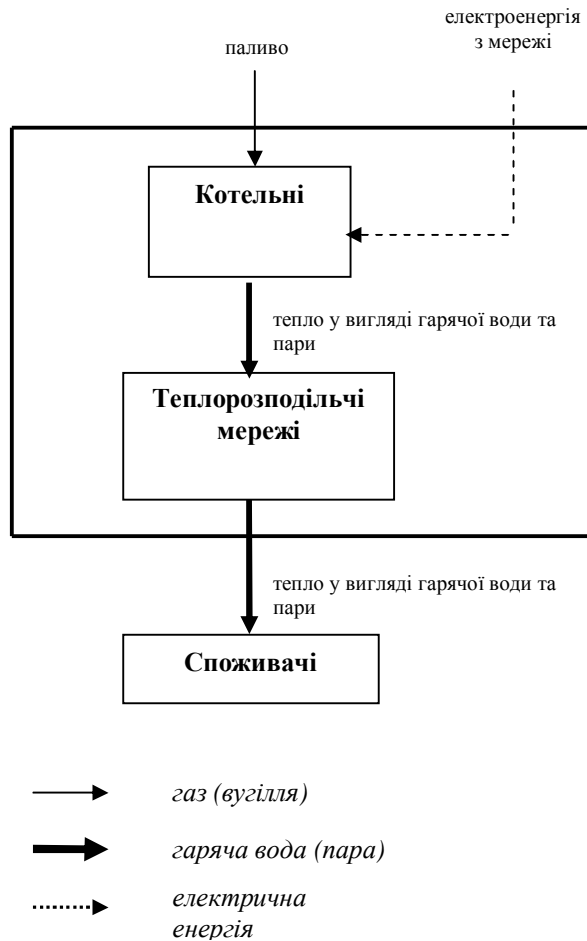 електроенергія
з мережі
паливо
Котельні
тепло у вигляді гарячої води та
пари
Теплорозподільчі
мережі
тепло у вигляді гарячої води та
пари
Споживачі
газ (вугілля)
гаряча вода (пара)
електрична
енергія